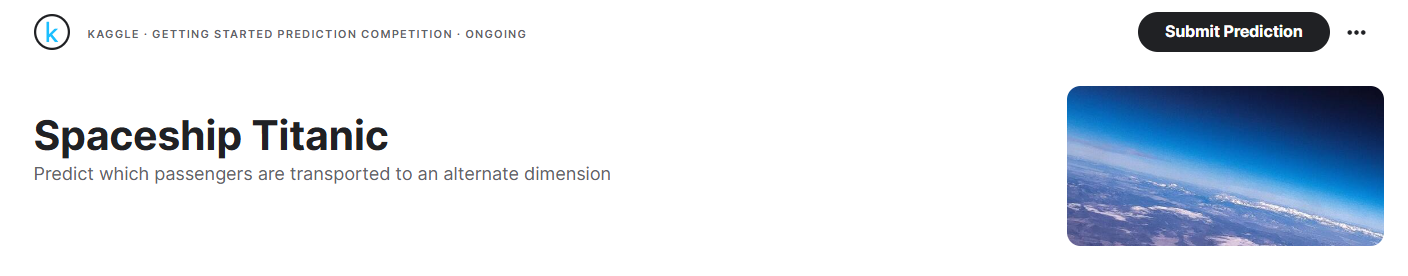 k
KAGGLE · GETTING STARTED PREDICTION COMPETITION · ONGOING
Submit Prediction
Spaceship Titanic
Predict which passengers are transported to an alternate dimension